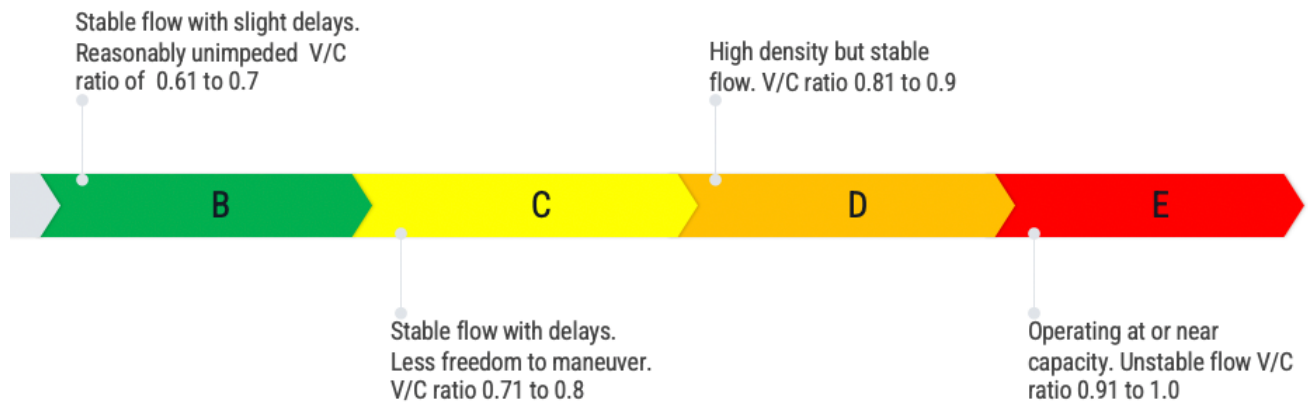 Stable flow with slight delays.
Reasonably unimpeded V/C
ratio of 0.61 to 0.7
High density but stable
flow. V/C ratio 0.81 to 0.9
B
C
D
E
Stable flow with delays.
Less freedom to maneuver.
V/C ratio 0.71 to 0.8
Operating at or near
capacity. Unstable flow V/C
ratio 0.91 to 1.0